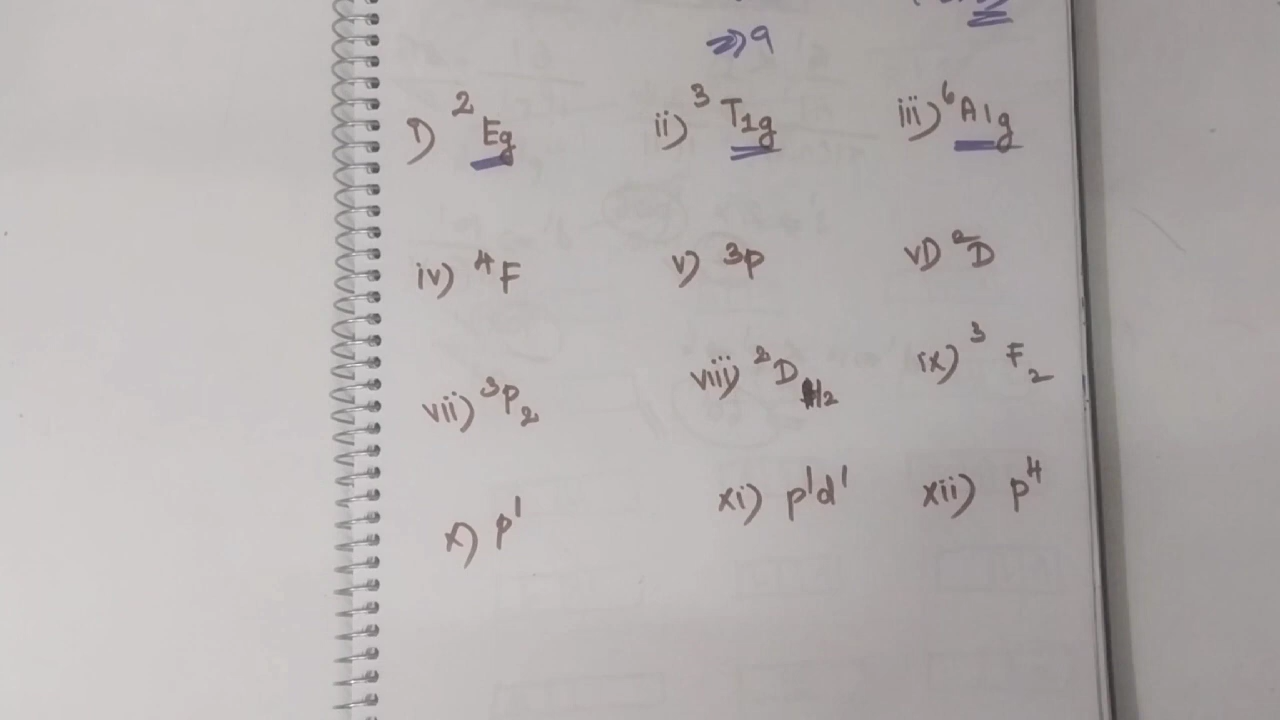 ⇒ 9
i) ²Eg ii) ³T1g iii) ⁶A1g
iv) ⁴F v) ³P vi) ²D
vii) ³P₂ viii) ²D ix) ³F₂
x) p¹ xi) p¹d¹ xii) p⁴